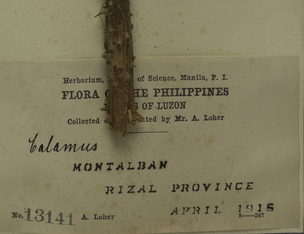 Herbarium, of Science, Manila, P. I.
FLORA O HE PHILIPPINES
S OF LUZON
Collected a ted by Mr. A. Loher
Calamus
MONTALBAN
RIZAL PROVINCE
APRIL 1915
No. 13141 A. Loher